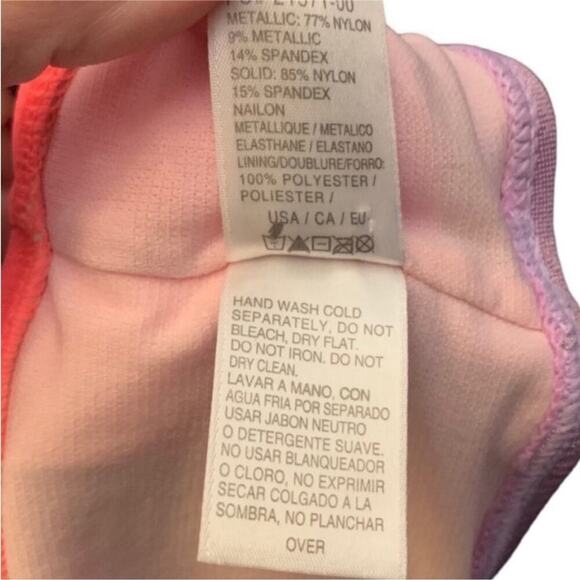 METALLIC: 77% NYLON
9% METALLIC
14% SPANDEX
SOLID: 85% NYLON
15% SPANDEX
NAILON
METALLIQUE / METALICO
ELASTHANE / ELASTANO
LINING/DOUBLURE/FORRO:
100% POLYESTER /
POLIESTER /
USA / CA / EU
HAND WASH COLD
SEPARATELY, DO NOT
BLEACH, DRY FLAT.
DO NOT IRON. DO NOT
DRY CLEAN.
LAVAR A MANO, CON
AGUA FRIA POR SEPARADO
USAR JABON NEUTRO
O DETERGENTE SUAVE.
NO USAR BLANQUEADOR
O CLORO, NO EXPRIMIR
SECAR COLGADO A LA
SOMBRA, NO PLANCHAR
OVER